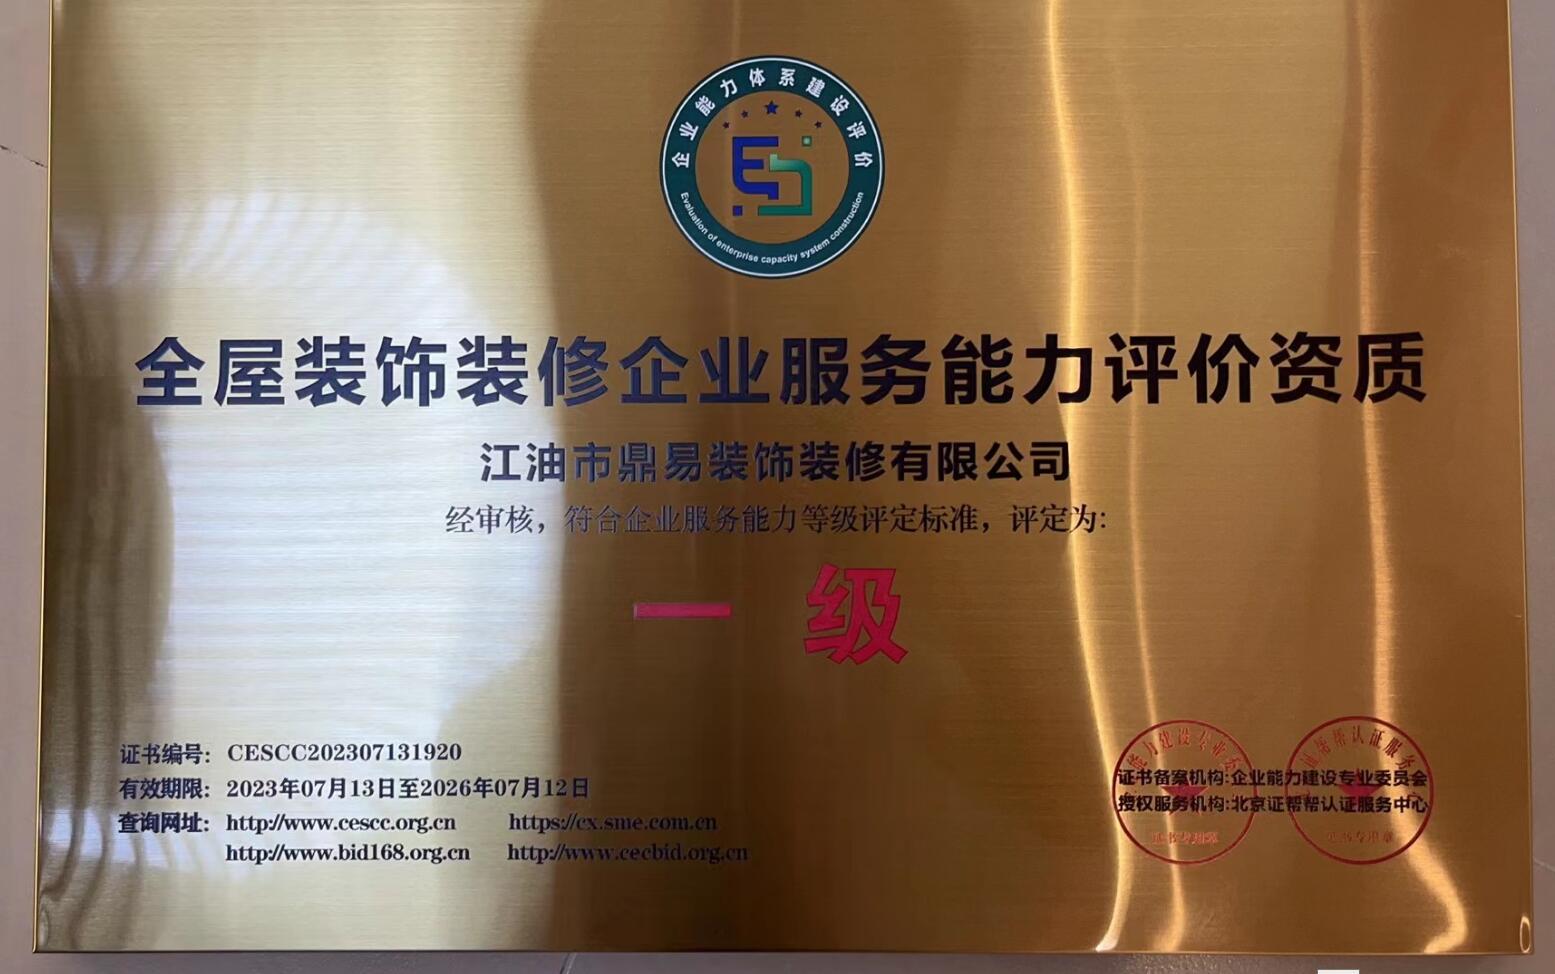 企业能力体系建设评价
Evaluation of enterprise capacity system construction
全屋装饰装修企业服务能力评价资质
江油市鼎易装饰装修有限公司
经审核，符合企业服务能力等级评定标准，评定为：
一 级
证书编号： CESCC202307131920
有效期限： 2023年07月13日至2026年07月12日
查询网址： http://www.cescc.org.cn https://cx.sme.com.cn
http://www.bid168.org.cn http://www.cecbid.org.cn
证书备案机构:企业能力建设专业委员会
授权服务机构:北京证帮帮认证服务中心